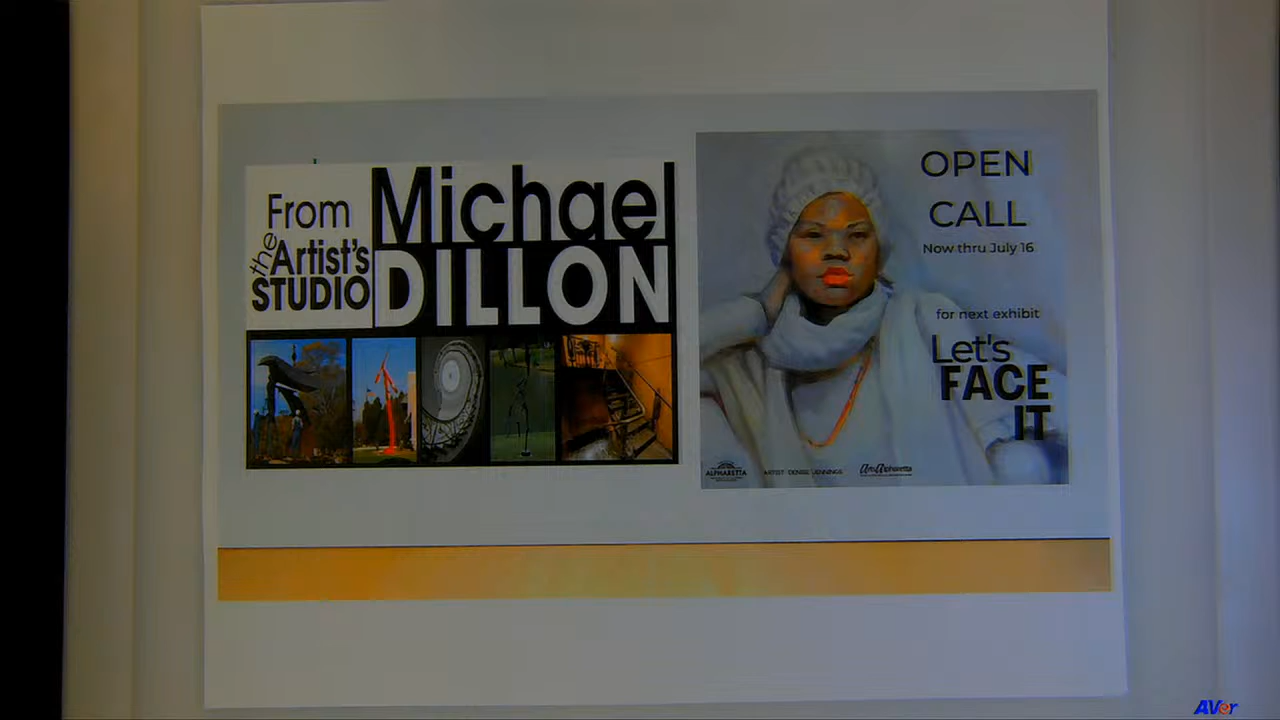 From
the
Artist's
STUDIO
Michael
DILLON
OPEN
CALL
Now thru July 16
for next exhibit
Let's
FACE
IT
ALPHARETTA
ARTIST: DENISE JENNINGS
ArtsAlpharetta
AVer